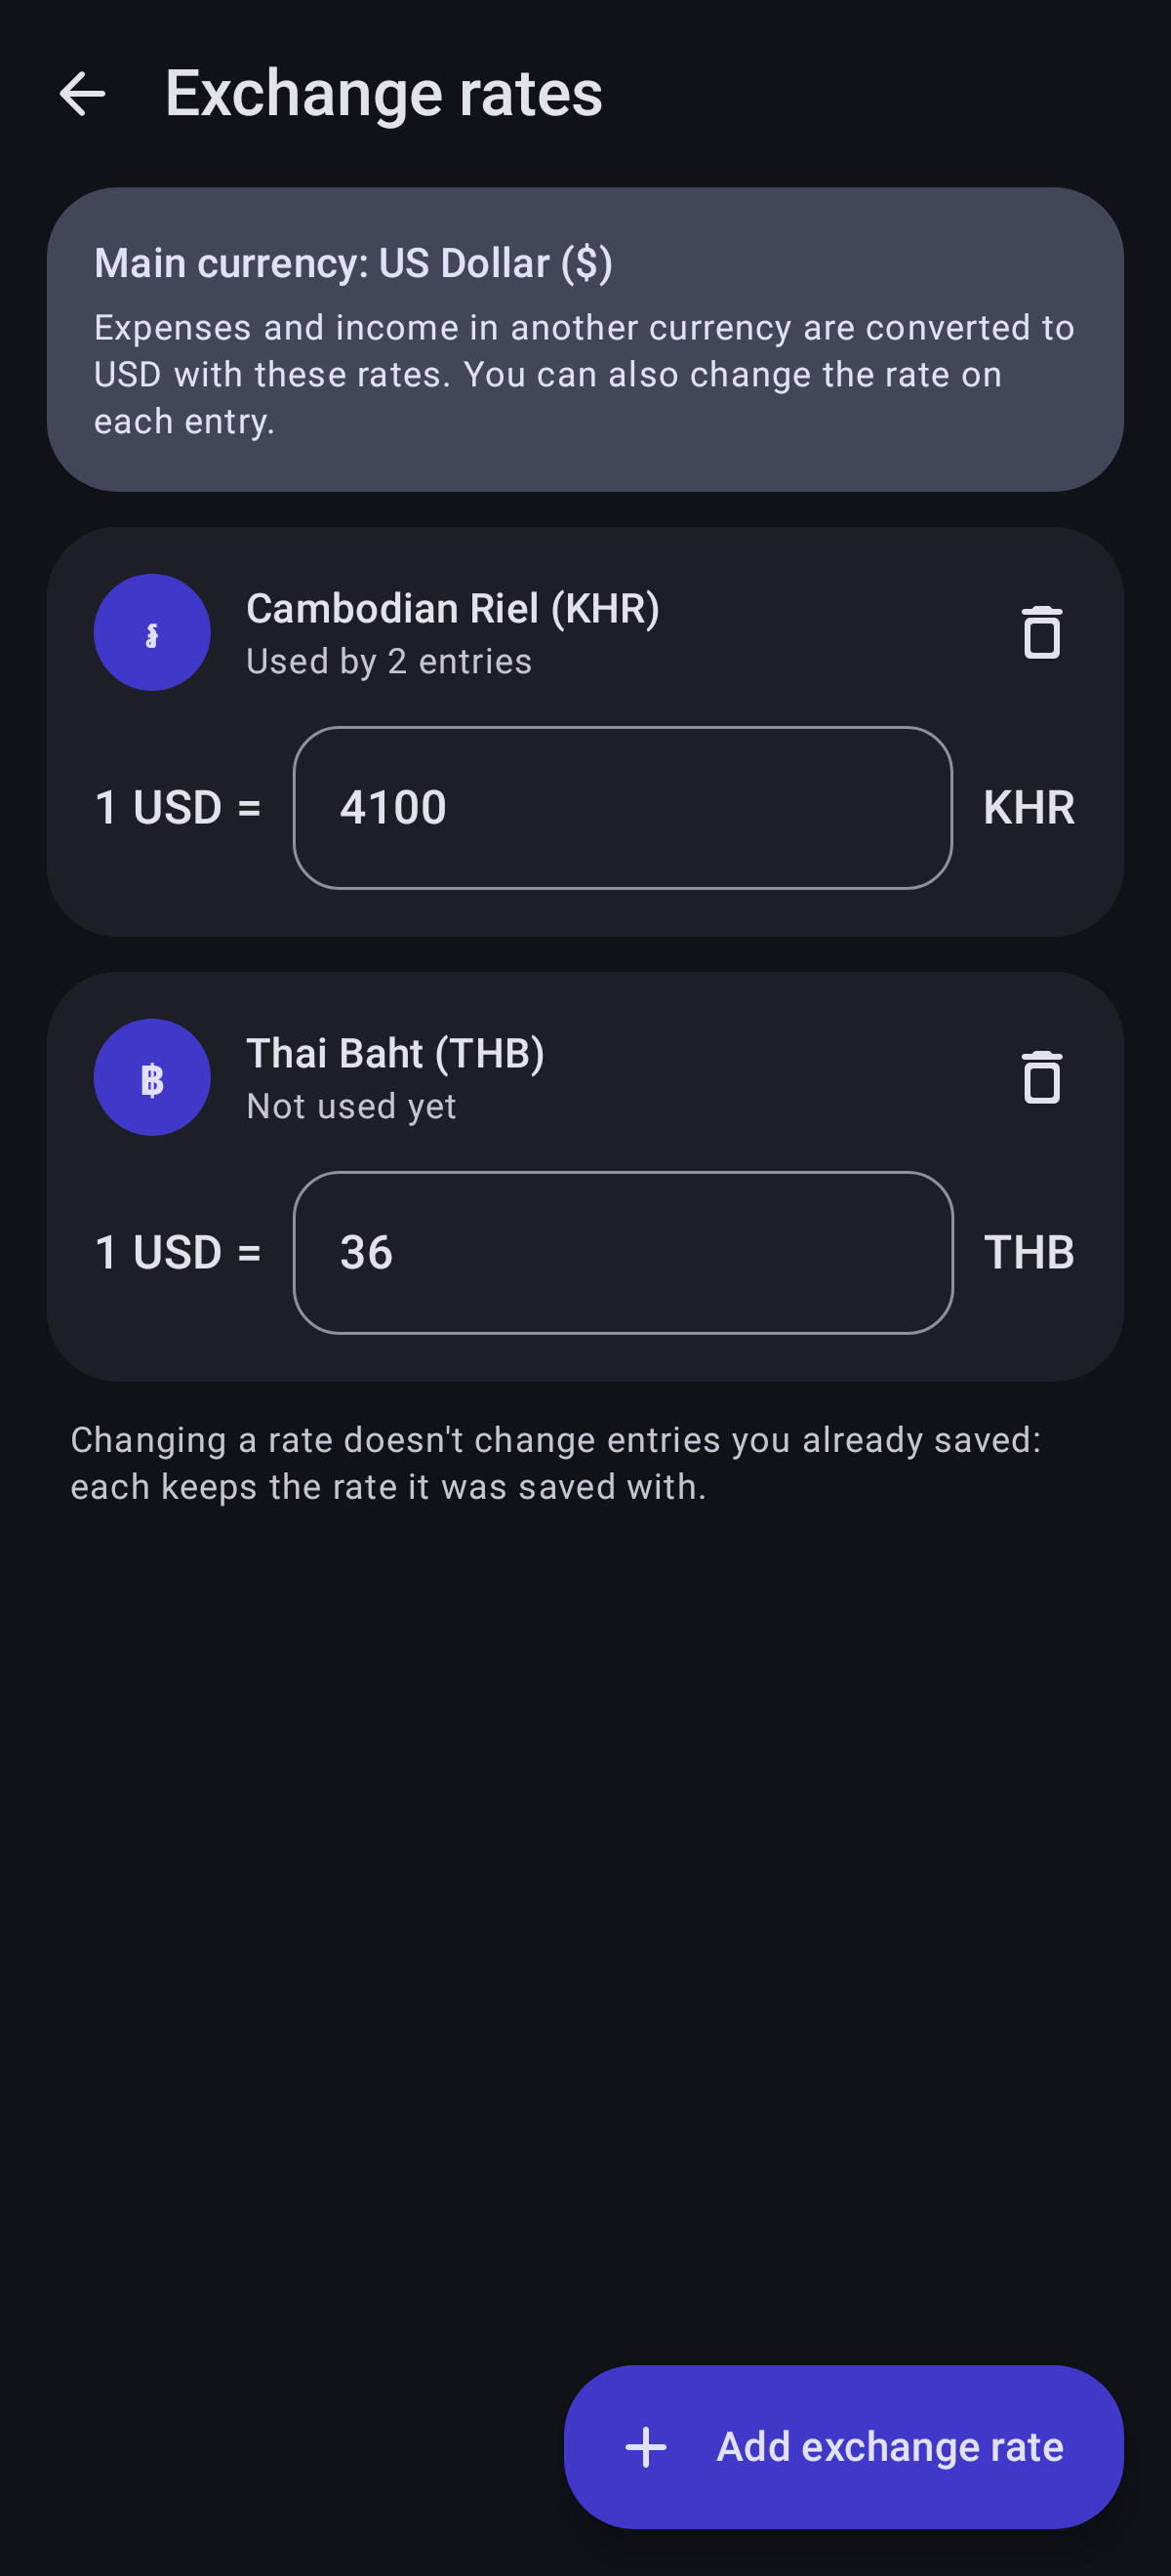 Exchange rates
Main currency: US Dollar ($)
Expenses and income in another currency are converted to
USD with these rates. You can also change the rate on
each entry.
៛
Cambodian Riel (KHR)
Used by 2 entries
1 USD =
4100
KHR
฿
Thai Baht (THB)
Not used yet
1 USD =
36
THB
Changing a rate doesn't change entries you already saved:
each keeps the rate it was saved with.
Add exchange rate